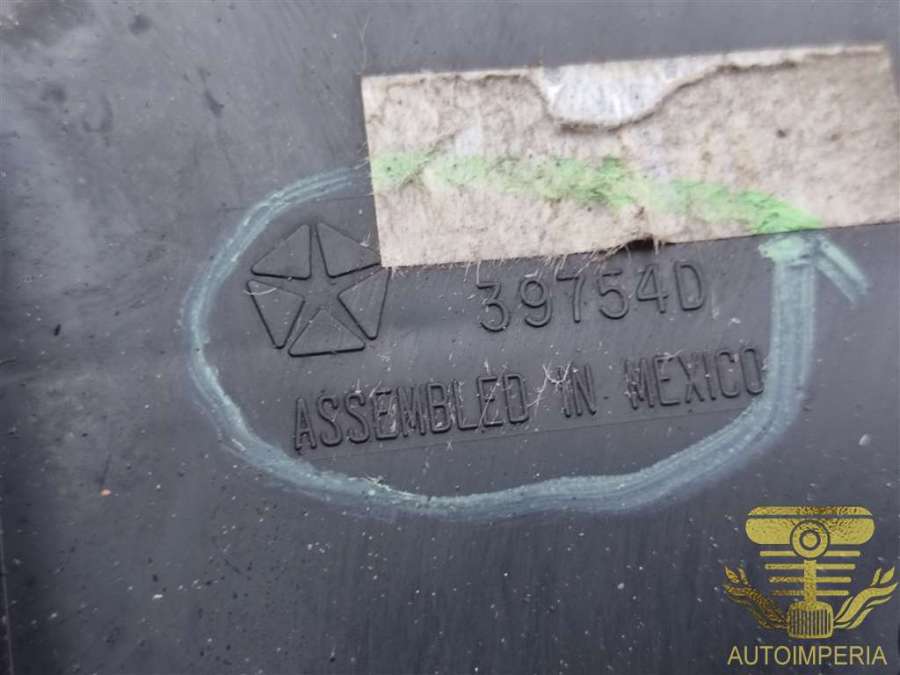 39754D
ASSEMBLED IN MEXICO
AUTOIMPERIA